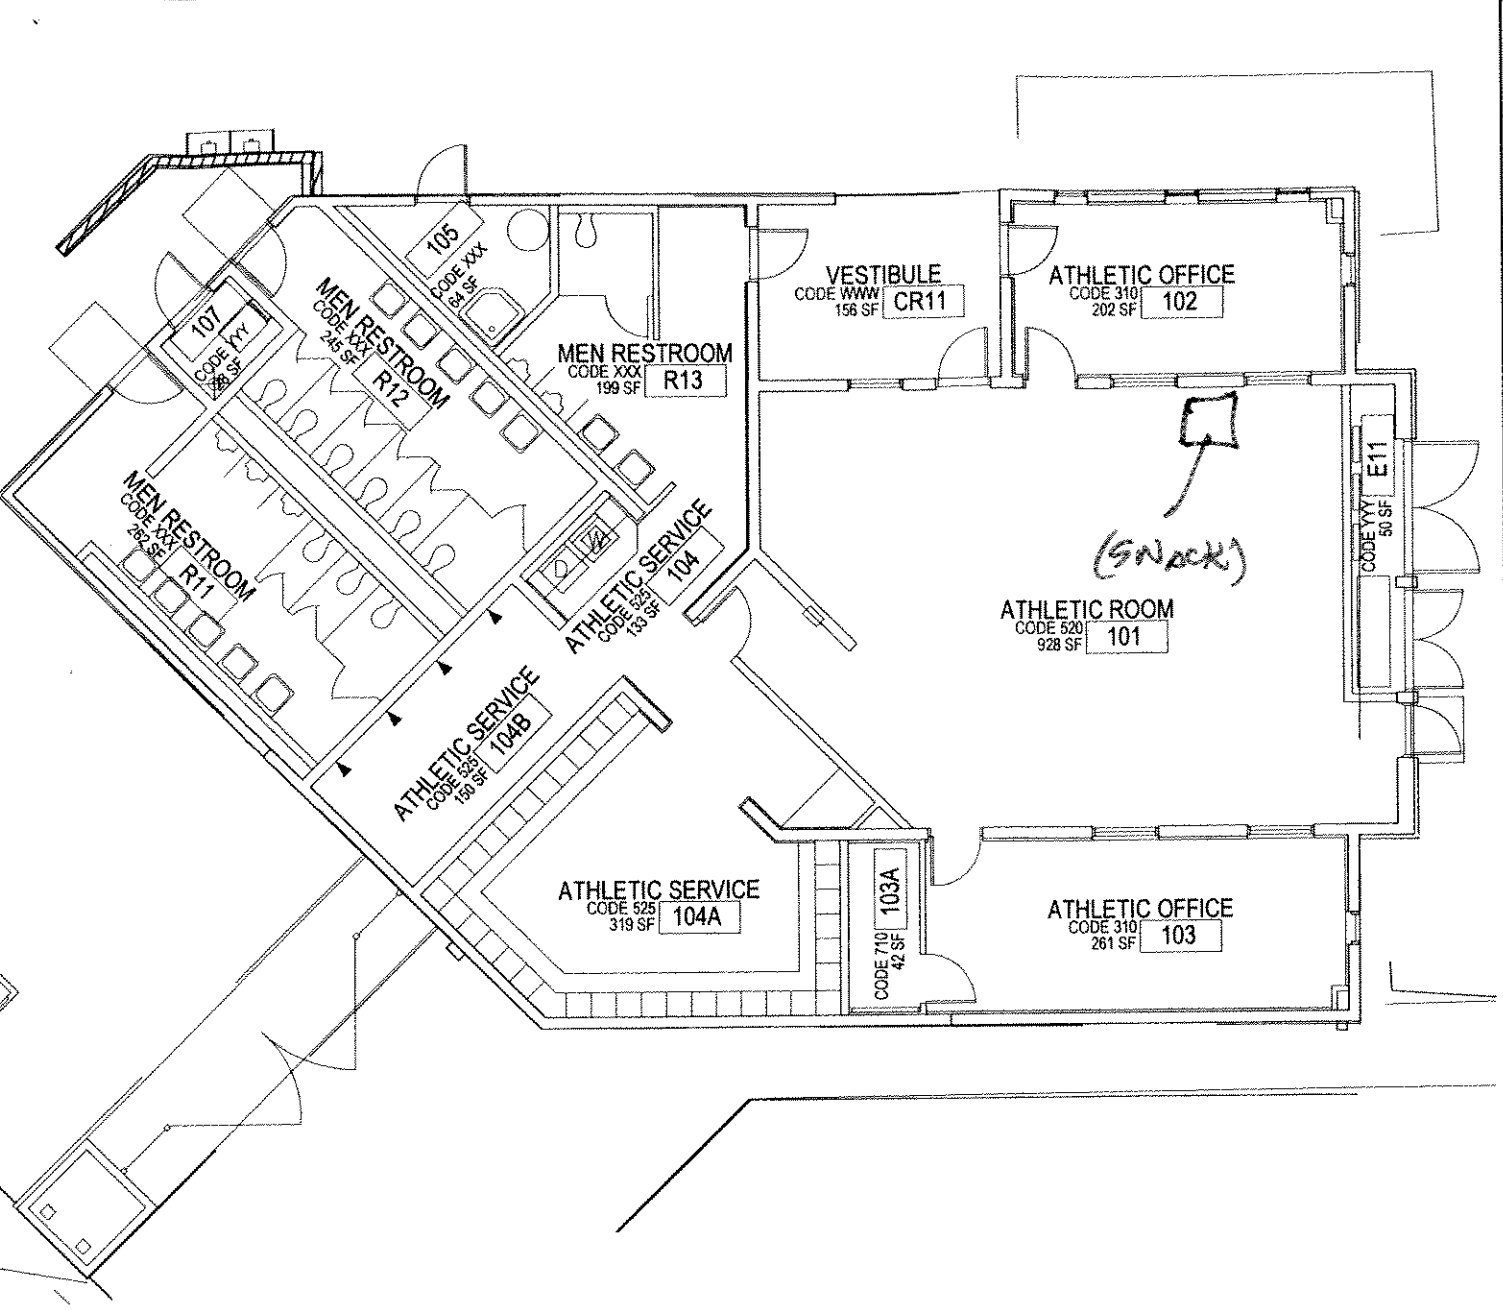 105
CODE XXX
64 SF
107
CODE YYY
28 SF
MEN RESTROOM
CODE XXX
245 SF
R12
MEN RESTROOM
CODE XXX
199 SF
R13
VESTIBULE
CODE WWW
156 SF
CR11
ATHLETIC OFFICE
CODE 310
202 SF
102
E11
CODE YYY
50 SF
(SNACK)
MEN RESTROOM
CODE XXX
262 SF
R11
ATHLETIC SERVICE
CODE 525
133 SF
104
ATHLETIC ROOM
CODE 520
928 SF
101
ATHLETIC SERVICE
CODE 525
150 SF
104B
ATHLETIC SERVICE
CODE 525
319 SF
104A
103A
CODE 710
42 SF
ATHLETIC OFFICE
CODE 310
261 SF
103